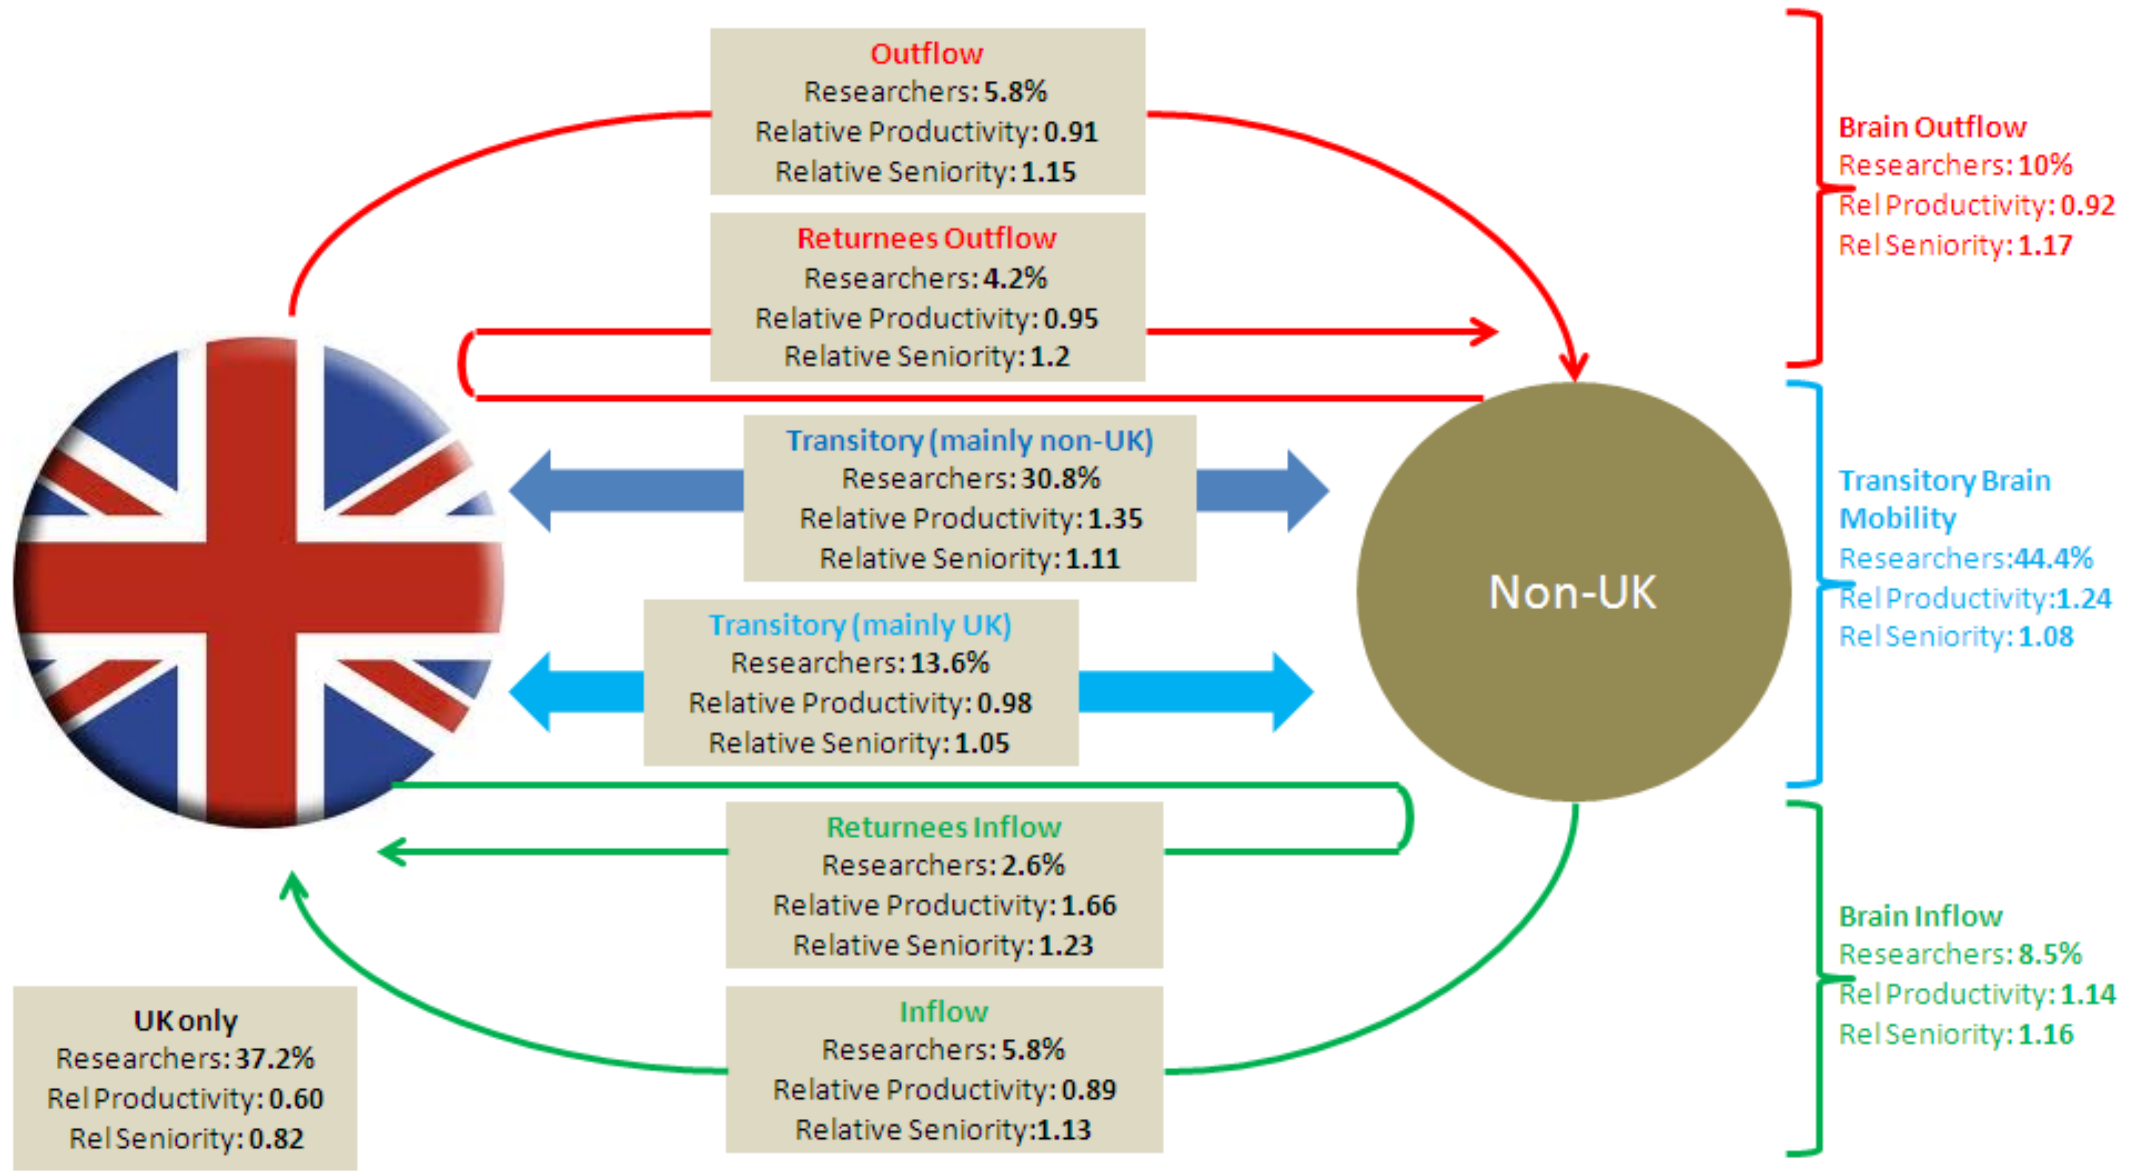 Outflow
Researchers: 5.8%
Relative Productivity: 0.91
Relative Seniority: 1.15
Returnees Outflow
Researchers: 4.2%
Relative Productivity: 0.95
Relative Seniority: 1.2
Brain Outflow
Researchers: 10%
Rel Productivity: 0.92
Rel Seniority: 1.17
Transitory (mainly non-UK)
Researchers: 30.8%
Relative Productivity: 1.35
Relative Seniority: 1.11
Transitory (mainly UK)
Researchers: 13.6%
Relative Productivity: 0.98
Relative Seniority: 1.05
Non-UK
Transitory Brain
Mobility
Researchers:44.4%
Rel Productivity:1.24
Rel Seniority: 1.08
Returnees Inflow
Researchers: 2.6%
Relative Productivity: 1.66
Relative Seniority: 1.23
Inflow
Researchers: 5.8%
Relative Productivity: 0.89
Relative Seniority:1.13
Brain Inflow
Researchers: 8.5%
Rel Productivity: 1.14
Rel Seniority: 1.16
UK only
Researchers: 37.2%
Rel Productivity: 0.60
Rel Seniority: 0.82